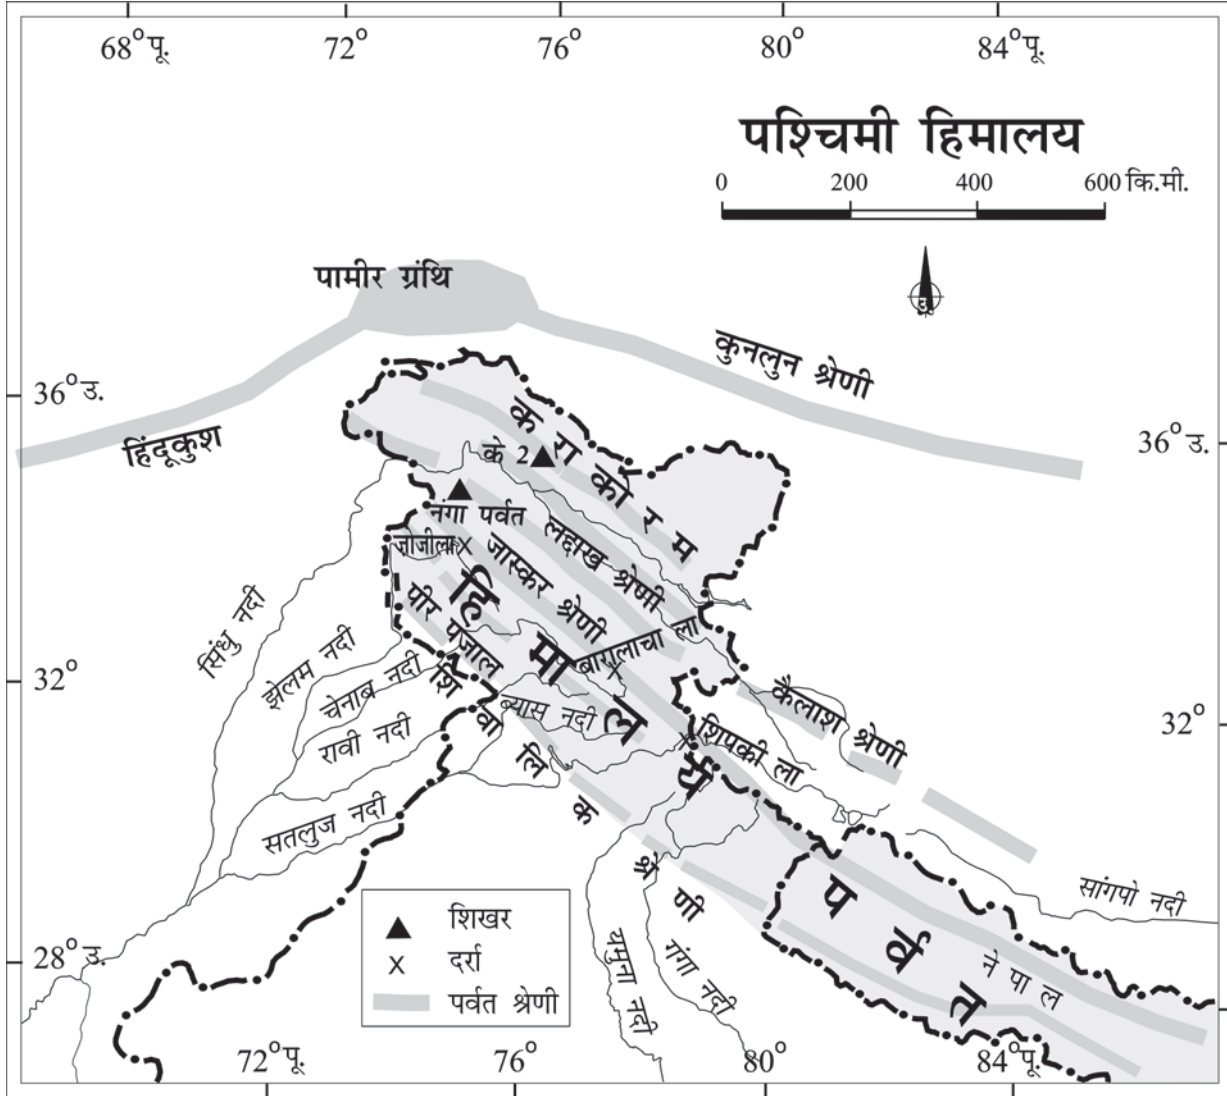 68°पू.
72°
76°
80°
84°पू.
पश्चिमी हिमालय
0 200 400 600 कि.मी.
पामीर ग्रंथि
कुनलुन श्रेणी
36°उ.
हिंदूकुश
36°उ.
काराकोरम
के 2
नंगा पर्वत
लद्दाख श्रेणी
जोजीला
जास्कर श्रेणी
पीर पंजाल
बारालाचा ला
सिंधु नदी
झेलम नदी
चेनाब नदी
रावी नदी
सतलुज नदी
ब्यास नदी
32°
32°
शिपकी ला
कैलाश श्रेणी
हिमालय पर्वत
शिवालिक श्रेणी
सांगपो नदी
यमुना नदी
गंगा नदी
नेपाल
28°उ.
शिखर
x दर्रा
पर्वत श्रेणी
72°पू.
76°
80°
84°पू.